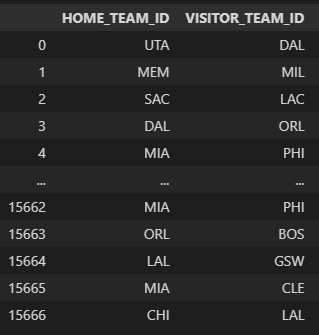 HOME_TEAM_ID VISITOR_TEAM_ID
0 UTA DAL
1 MEM MIL
2 SAC LAC
3 DAL ORL
4 MIA PHI
... ... ...
15662 MIA PHI
15663 ORL BOS
15664 LAL GSW
15665 MIA CLE
15666 CHI LAL